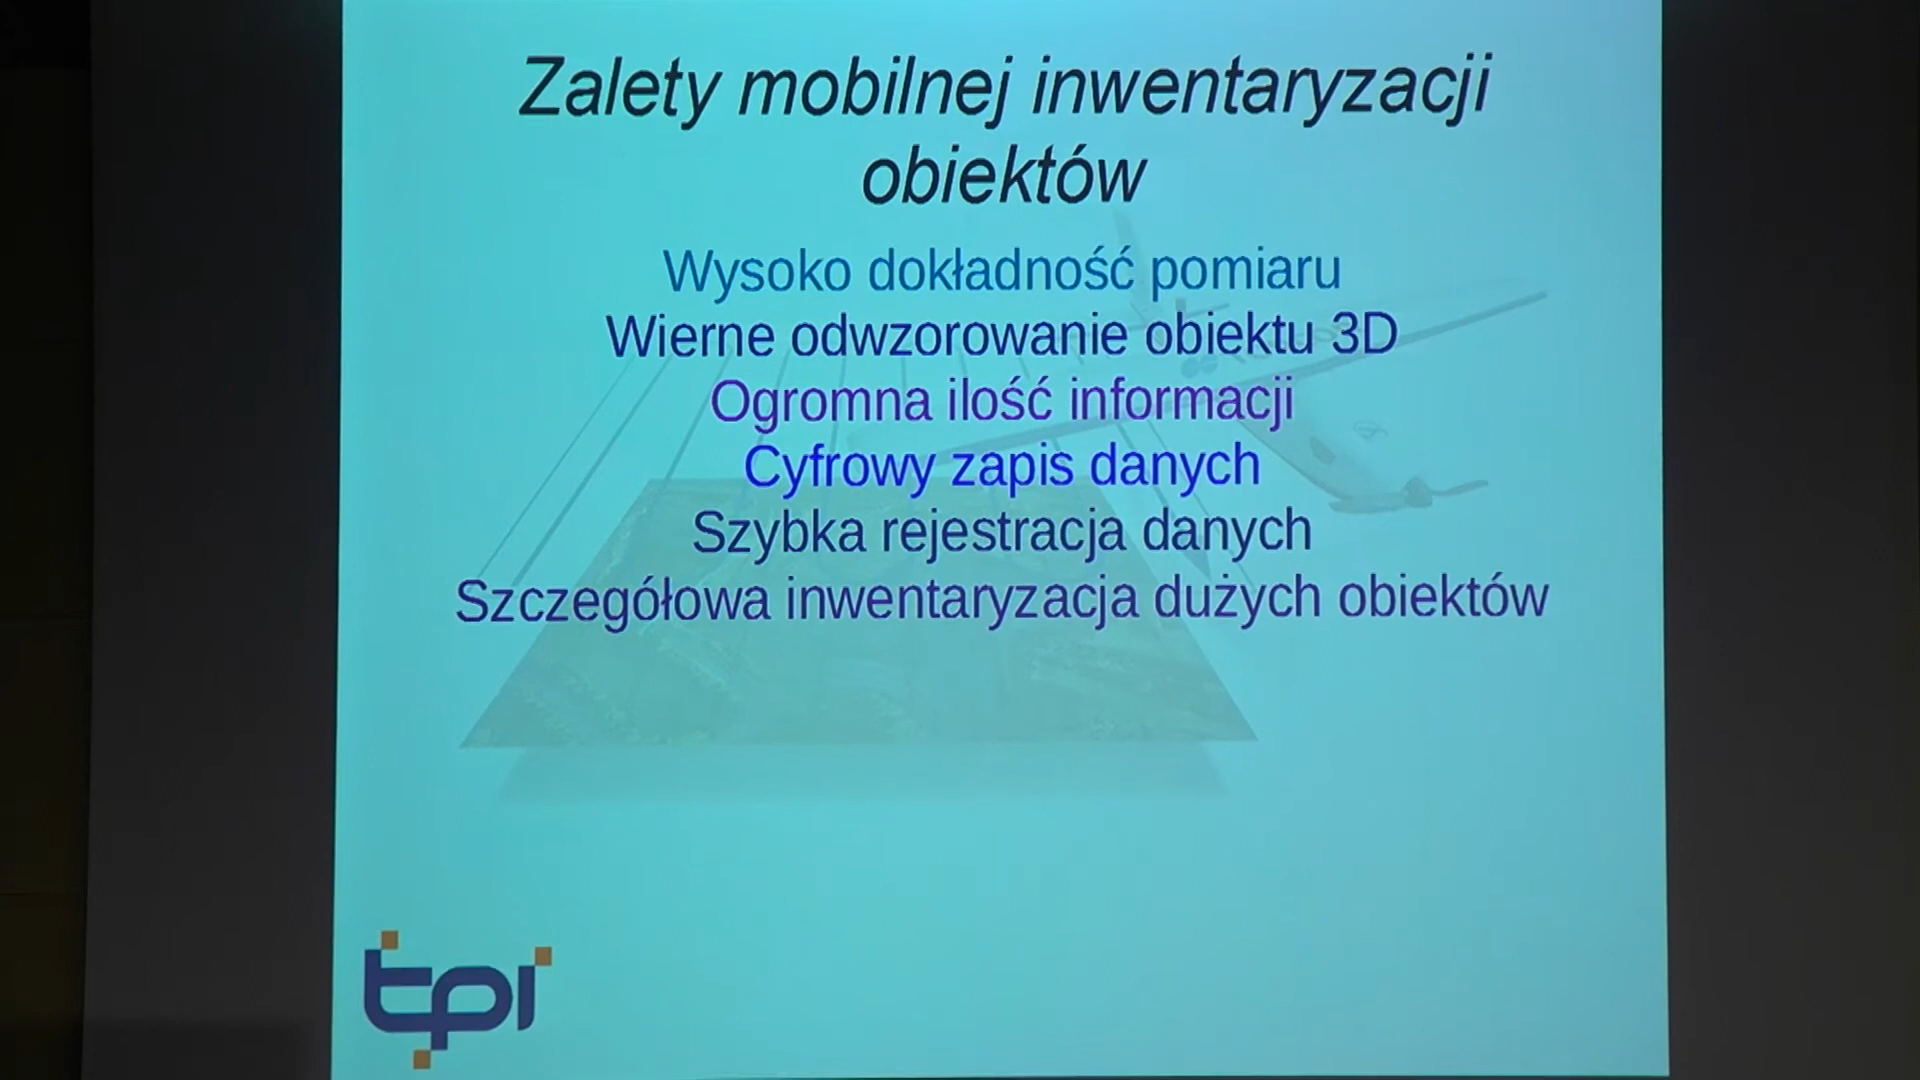 Zalety mobilnej inwentaryzacji
obiektów
Wysoko dokładność pomiaru
Wierne odwzorowanie obiektu 3D
Ogromna ilość informacji
Cyfrowy zapis danych
Szybka rejestracja danych
Szczegółowa inwentaryzacja dużych obiektów
tpi